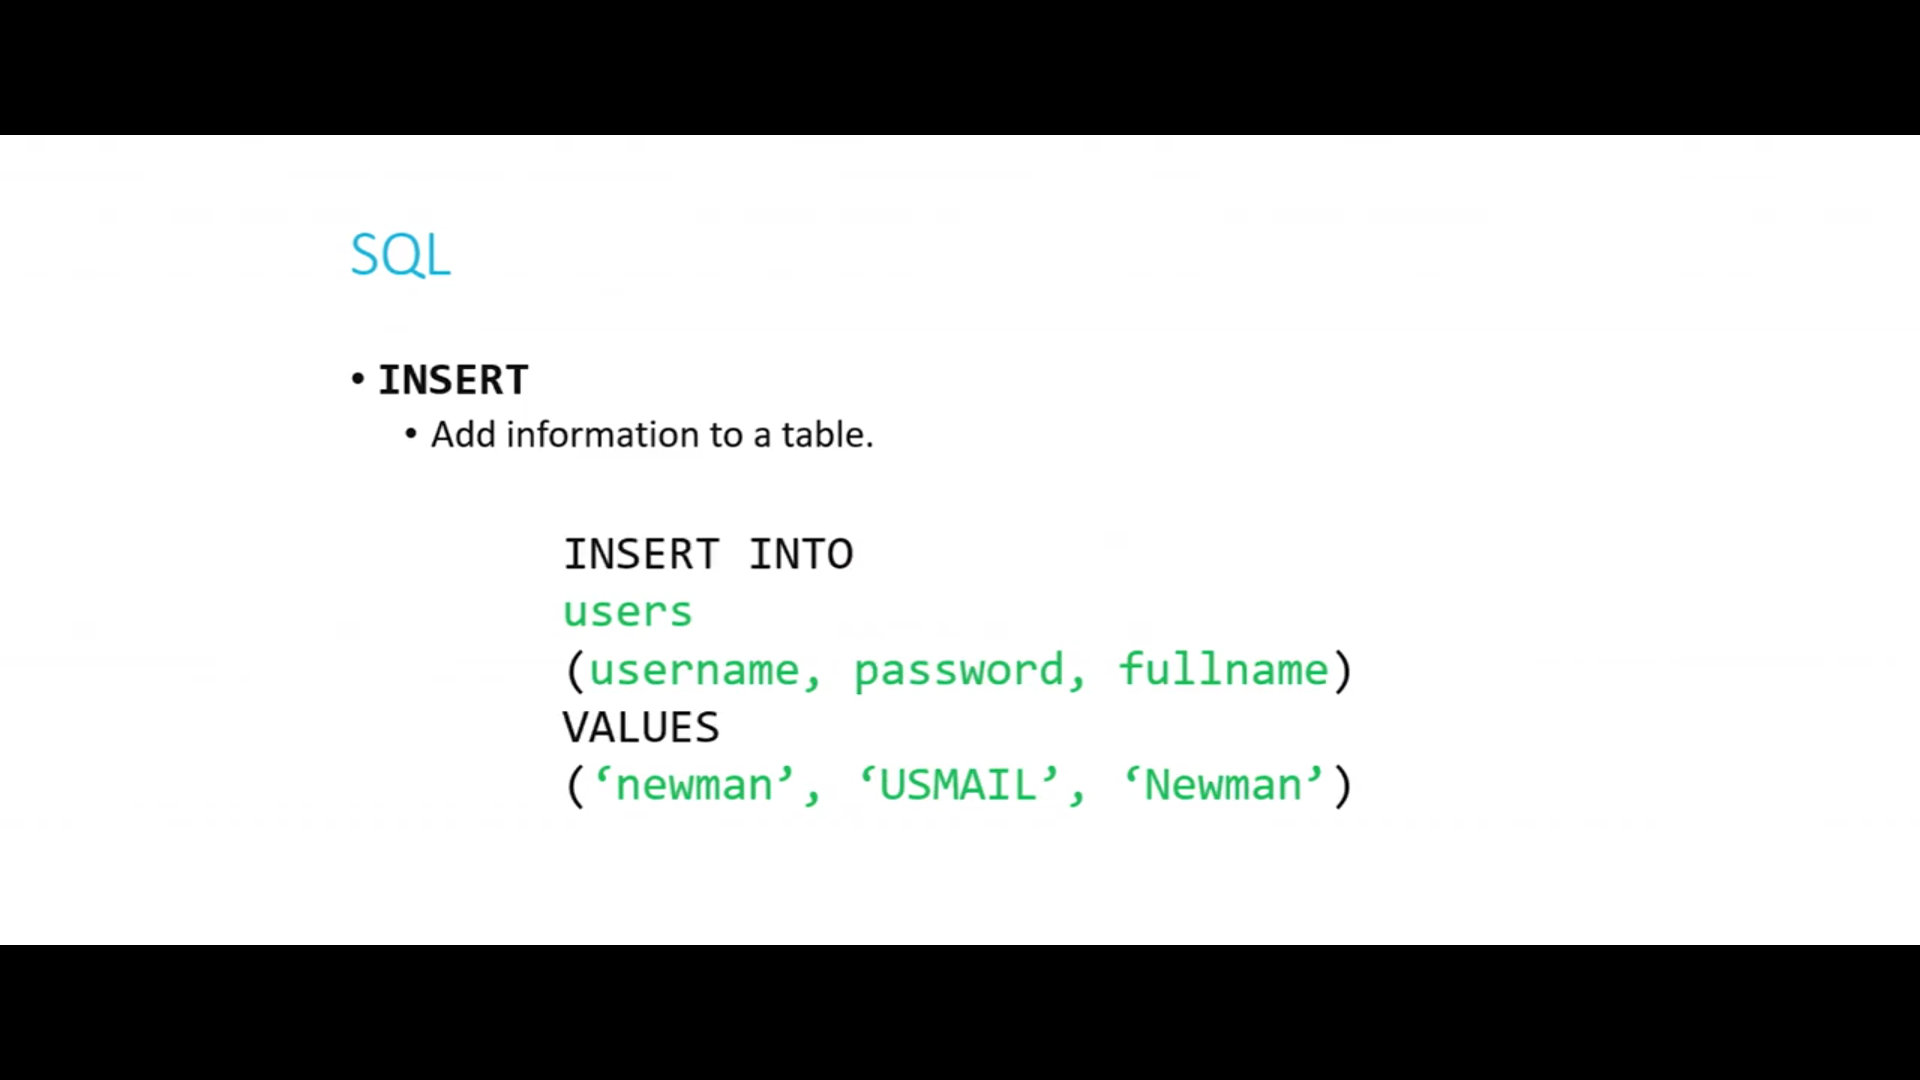 SQL
• INSERT
• Add information to a table.
INSERT INTO
users
(username, password, fullname)
VALUES
(‘newman’, ‘USMAIL’, ‘Newman’)